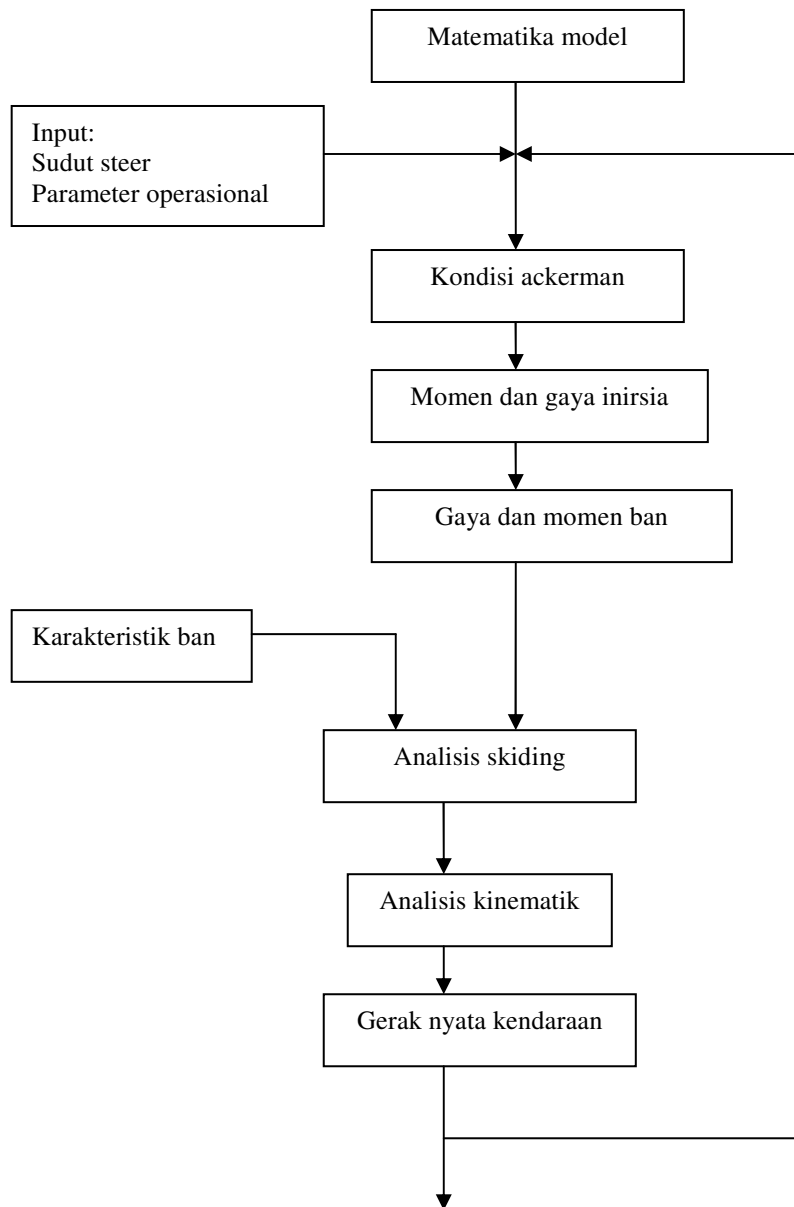 Matematika model
Input:
Sudut steer
Parameter operasional
Kondisi ackerman
Momen dan gaya inirsia
Gaya dan momen ban
Karakteristik ban
Analisis skiding
Analisis kinematik
Gerak nyata kendaraan